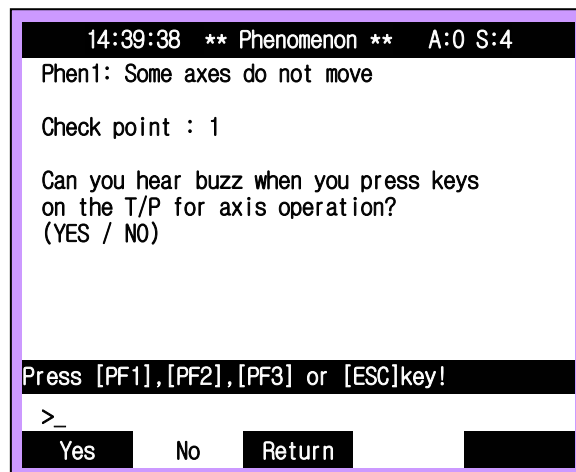 14:39:38 ** Phenomenon ** A:0 S:4
Phen1: Some axes do not move
Check point : 1
Can you hear buzz when you press keys
on the T/P for axis operation?
(YES / NO)
Press [PF1],[PF2],[PF3] or [ESC]key!
>_
Yes No Return